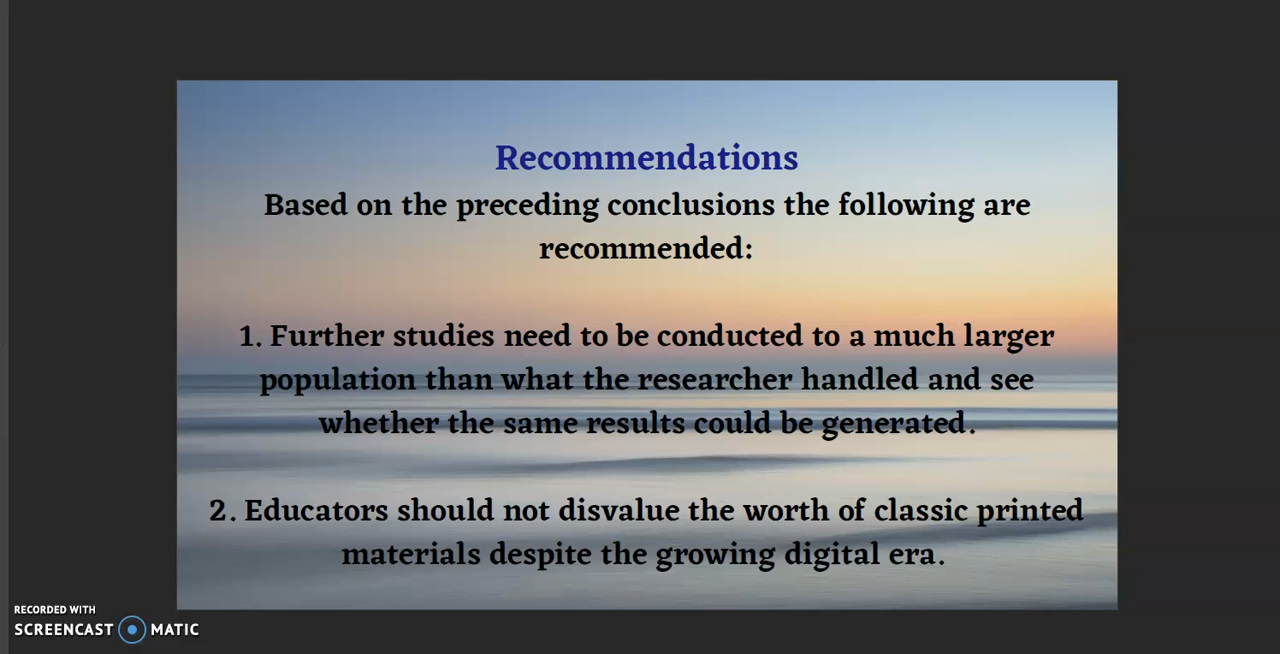 Recommendations
Based on the preceding conclusions the following are
recommended:
1. Further studies need to be conducted to a much larger
population than what the researcher handled and see
whether the same results could be generated.
2. Educators should not disvalue the worth of classic printed
materials despite the growing digital era.
RECORDED WITH
SCREENCAST MATIC